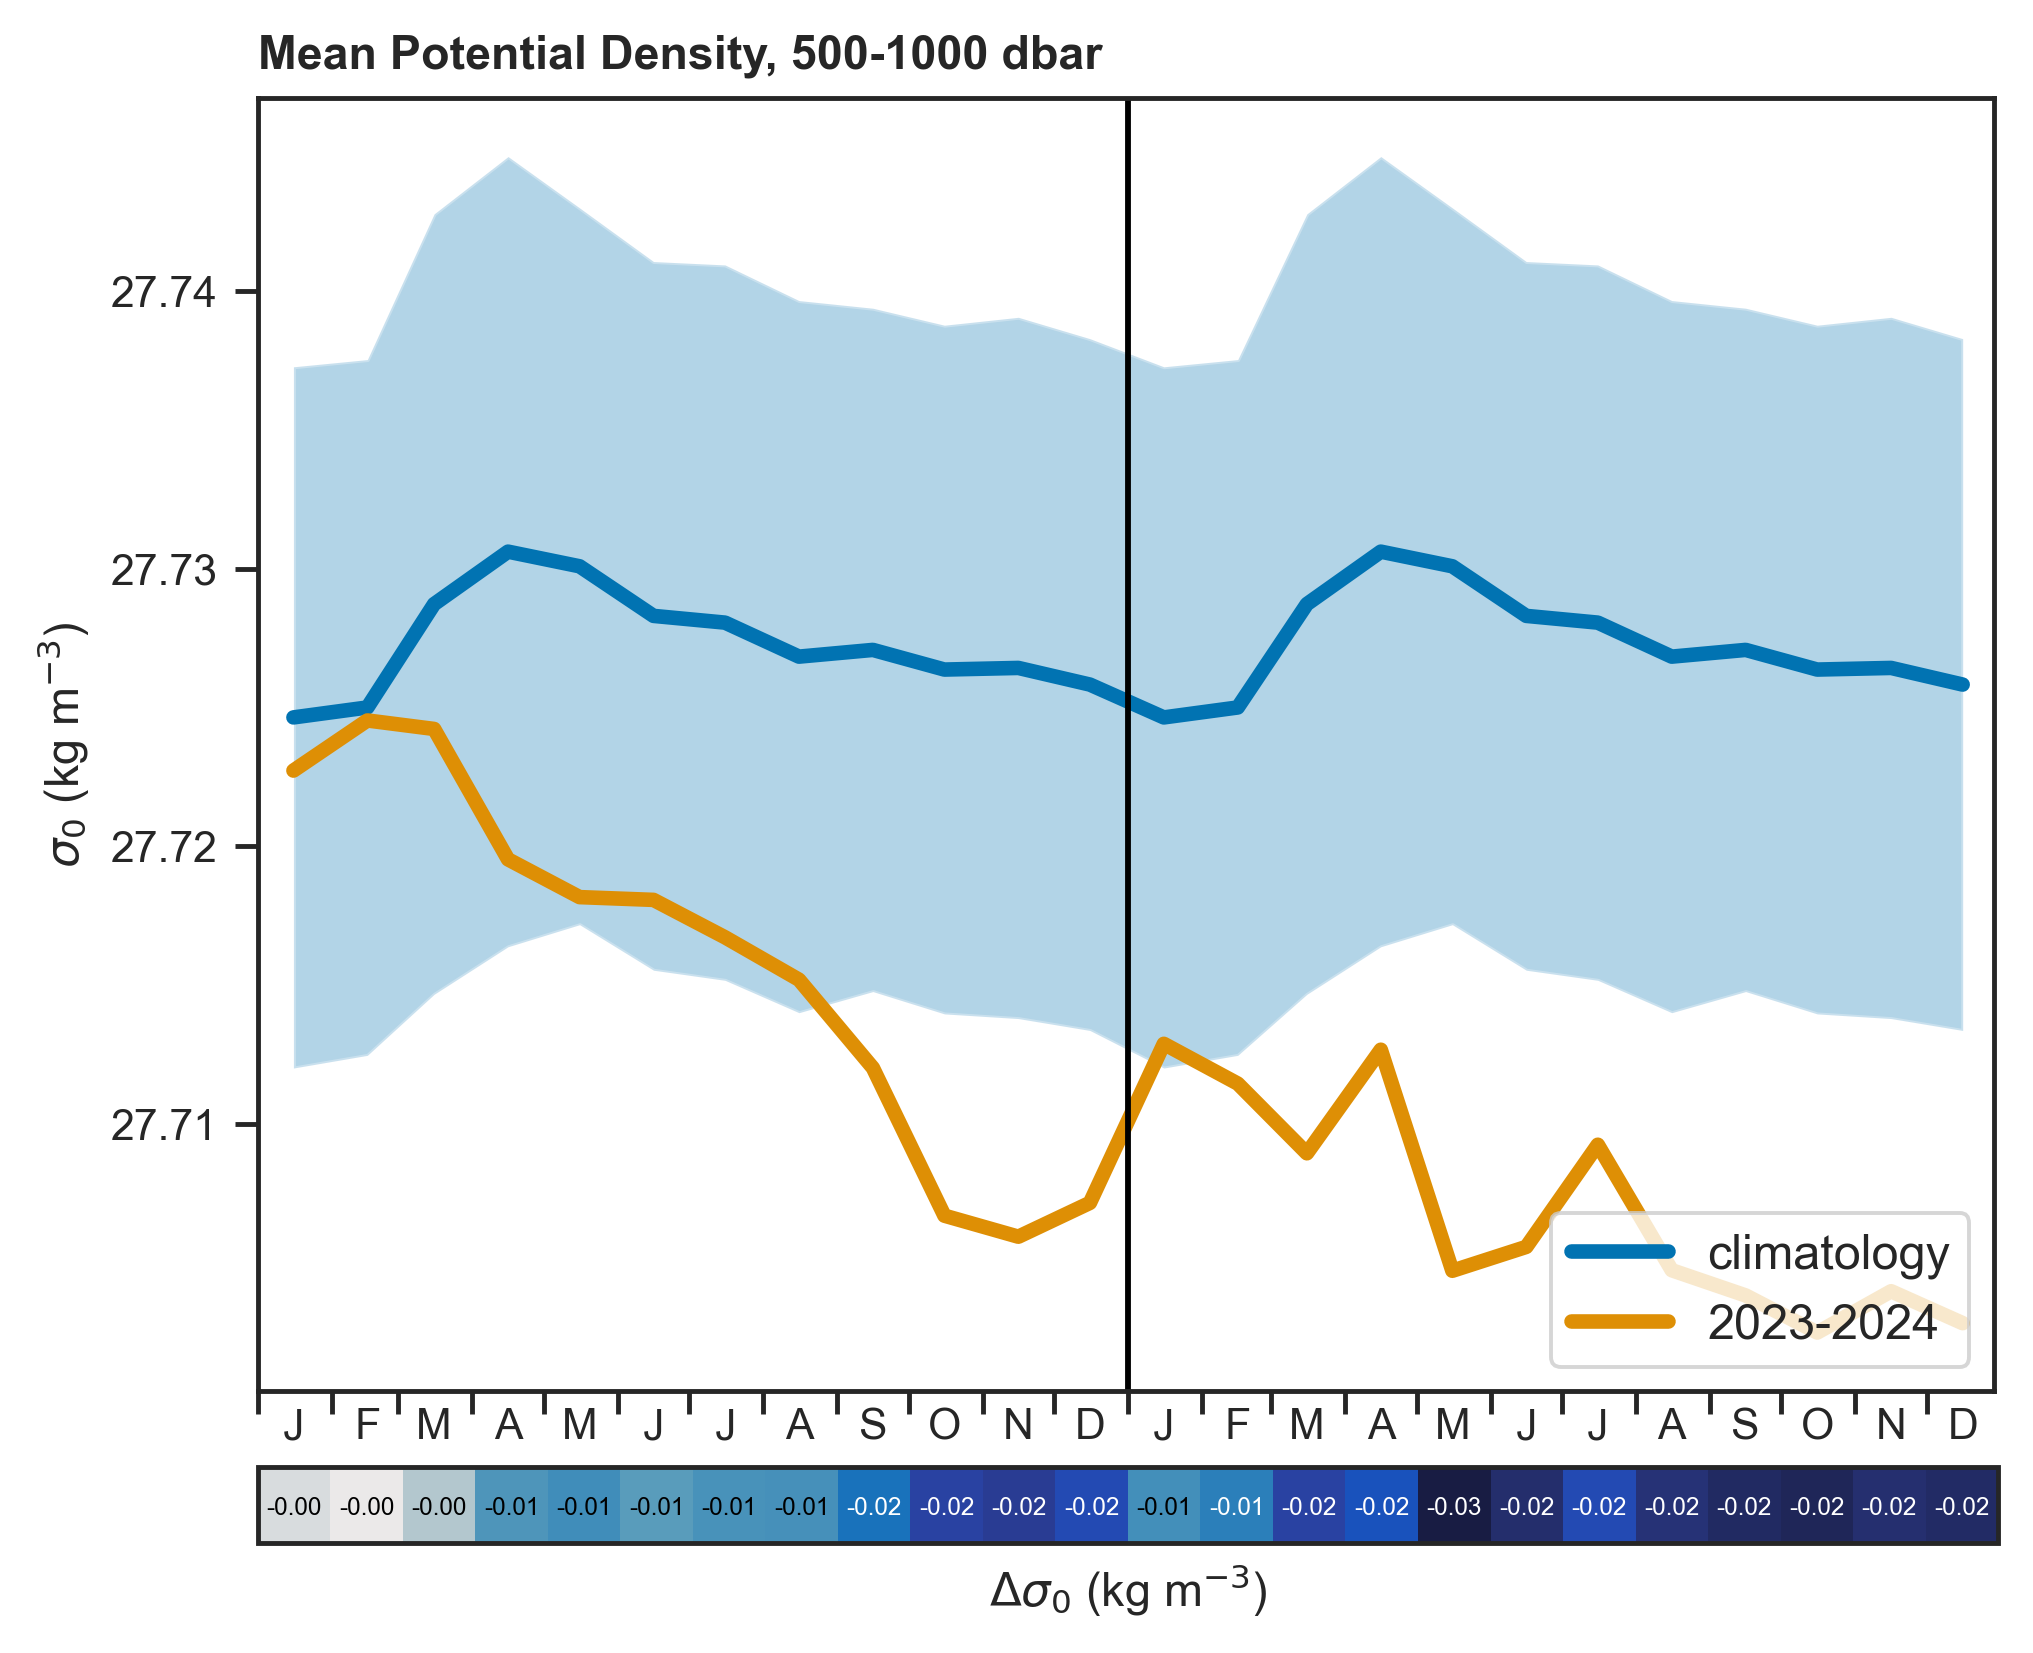 Mean Potential Density, 500-1000 dbar
σ₀ (kg m⁻³)
27.74
27.73
27.72
27.71
climatology
2023-2024
J F M A M J J A S O N D J F M A M J J A S O N D
-0.00 -0.00 -0.00 -0.01 -0.01 -0.01 -0.01 -0.01 -0.02 -0.02 -0.02 -0.02 -0.01 -0.01 -0.02 -0.02 -0.03 -0.02 -0.02 -0.02 -0.02 -0.02 -0.02 -0.02
Δσ₀ (kg m⁻³)